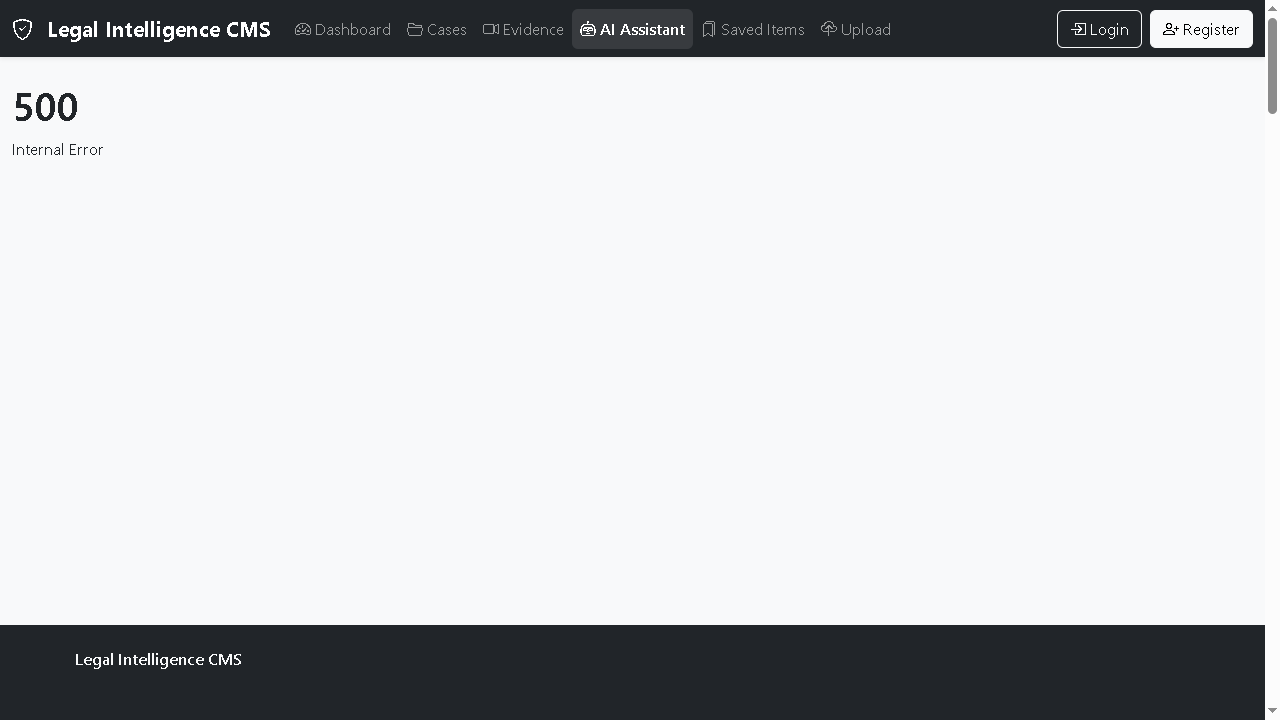 Legal Intelligence CMS Dashboard Cases Evidence AI Assistant Saved Items Upload Login Register
500
Internal Error
Legal Intelligence CMS